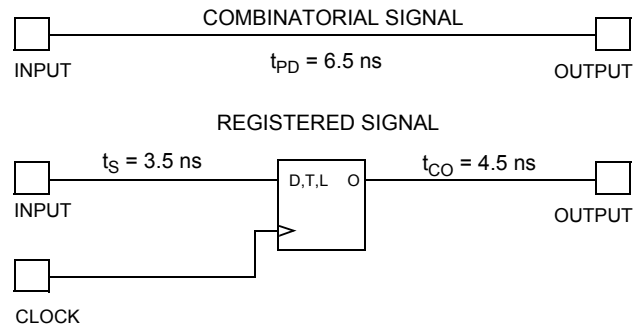 COMBINATORIAL SIGNAL
INPUT
tPD = 6.5 ns
OUTPUT
REGISTERED SIGNAL
tS = 3.5 ns
D,T,L O
tCO = 4.5 ns
INPUT
OUTPUT
CLOCK